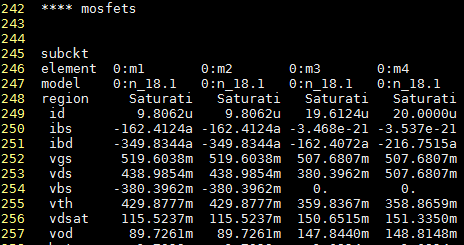 242 **** mosfets
243
244
245 subckt
246 element 0:m1 0:m2 0:m3 0:m4
247 model 0:n_18.1 0:n_18.1 0:n_18.1 0:n_18.1
248 region Saturati Saturati Saturati Saturati
249 id 9.8062u 9.8062u 19.6124u 20.0000u
250 ibs -162.4124a -162.4124a -3.468e-21 -3.537e-21
251 ibd -349.8344a -349.8344a -162.4072a -216.7515a
252 vgs 519.6038m 519.6038m 507.6807m 507.6807m
253 vds 438.9854m 438.9854m 380.3962m 507.6807m
254 vbs -380.3962m -380.3962m 0. 0.
255 vth 429.8777m 429.8777m 359.8367m 358.8659m
256 vdsat 115.5237m 115.5237m 150.6515m 151.3350m
257 vod 89.7261m 89.7261m 147.8440m 148.8148m